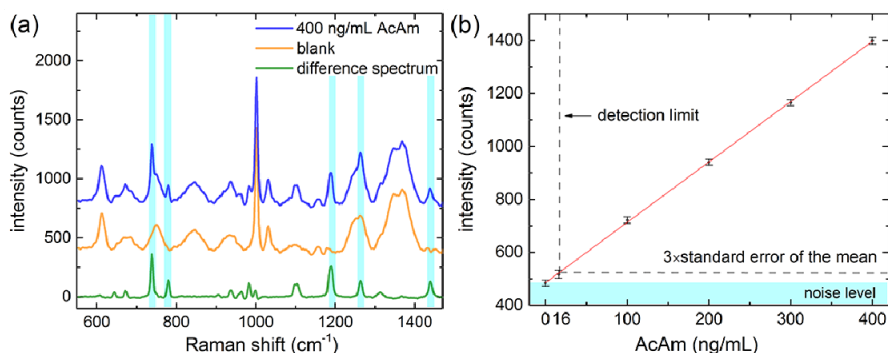 (a)
400 ng/mL AcAm
blank
difference spectrum
2000
1500
1000
500
0
intensity (counts)
600 800 1000 1200 1400
Raman shift (cm⁻¹)
(b)
1400
1200
1000
800
600
400
intensity (counts)
detection limit
3×standard error of the mean
noise level
0 16 100 200 300 400
AcAm (ng/mL)